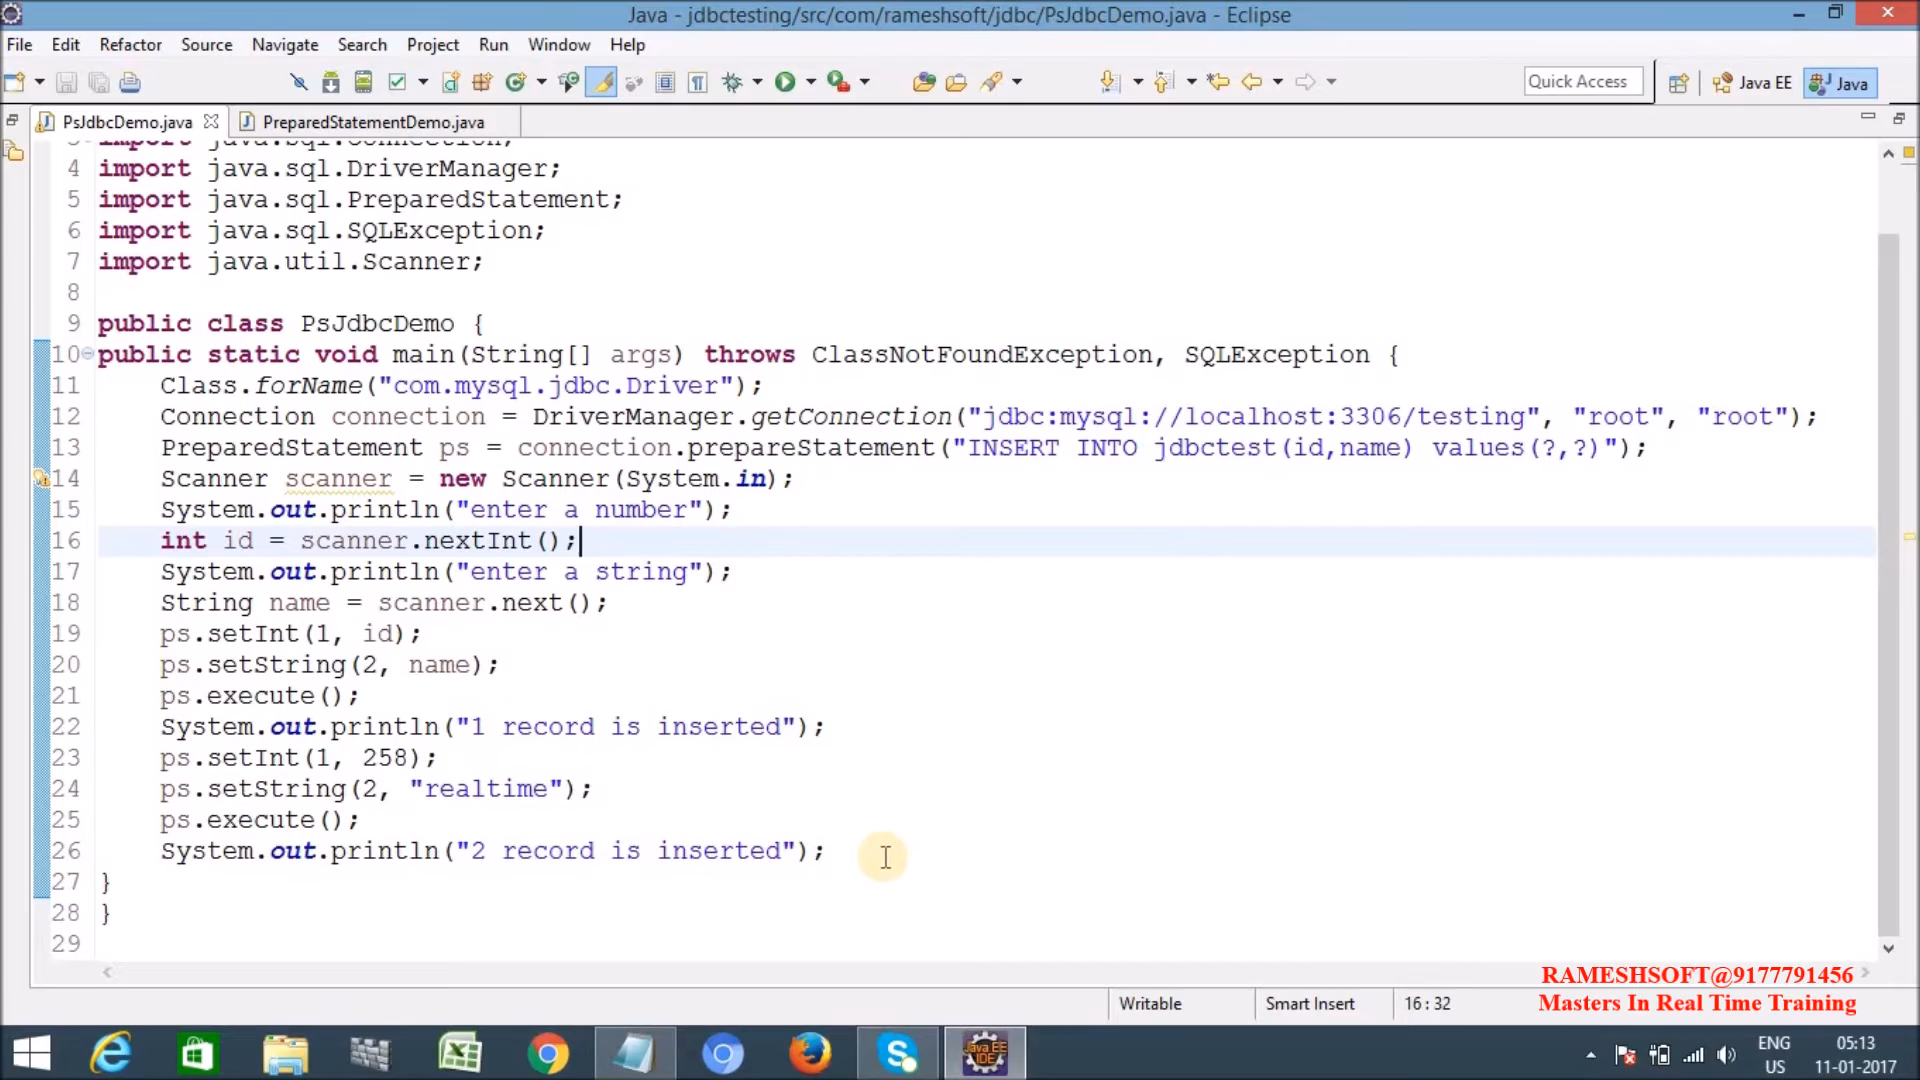 Java - jdbctesting/src/com/rameshsoft/jdbc/PsJdbcDemo.java - Eclipse
File Edit Refactor Source Navigate Search Project Run Window Help
Quick Access
Java EE
Java
PsJdbcDemo.java
PreparedStatementDemo.java
3 import java.sql.Connection;
4 import java.sql.DriverManager;
5 import java.sql.PreparedStatement;
6 import java.sql.SQLException;
7 import java.util.Scanner;
8
9 public class PsJdbcDemo {
10 public static void main(String[] args) throws ClassNotFoundException, SQLException {
11 Class.forName("com.mysql.jdbc.Driver");
12 Connection connection = DriverManager.getConnection("jdbc:mysql://localhost:3306/testing", "root", "root");
13 PreparedStatement ps = connection.prepareStatement("INSERT INTO jdbctest(id,name) values(?,?)");
14 Scanner scanner = new Scanner(System.in);
15 System.out.println("enter a number");
16 int id = scanner.nextInt();
17 System.out.println("enter a string");
18 String name = scanner.next();
19 ps.setInt(1, id);
20 ps.setString(2, name);
21 ps.execute();
22 System.out.println("1 record is inserted");
23 ps.setInt(1, 258);
24 ps.setString(2, "realtime");
25 ps.execute();
26 System.out.println("2 record is inserted");
27 }
28 }
29
RAMESHSOFT@9177791456
Masters In Real Time Training
Writable
Smart Insert
16 : 32
Java EE
IDE
ENG
US
05:13
11-01-2017